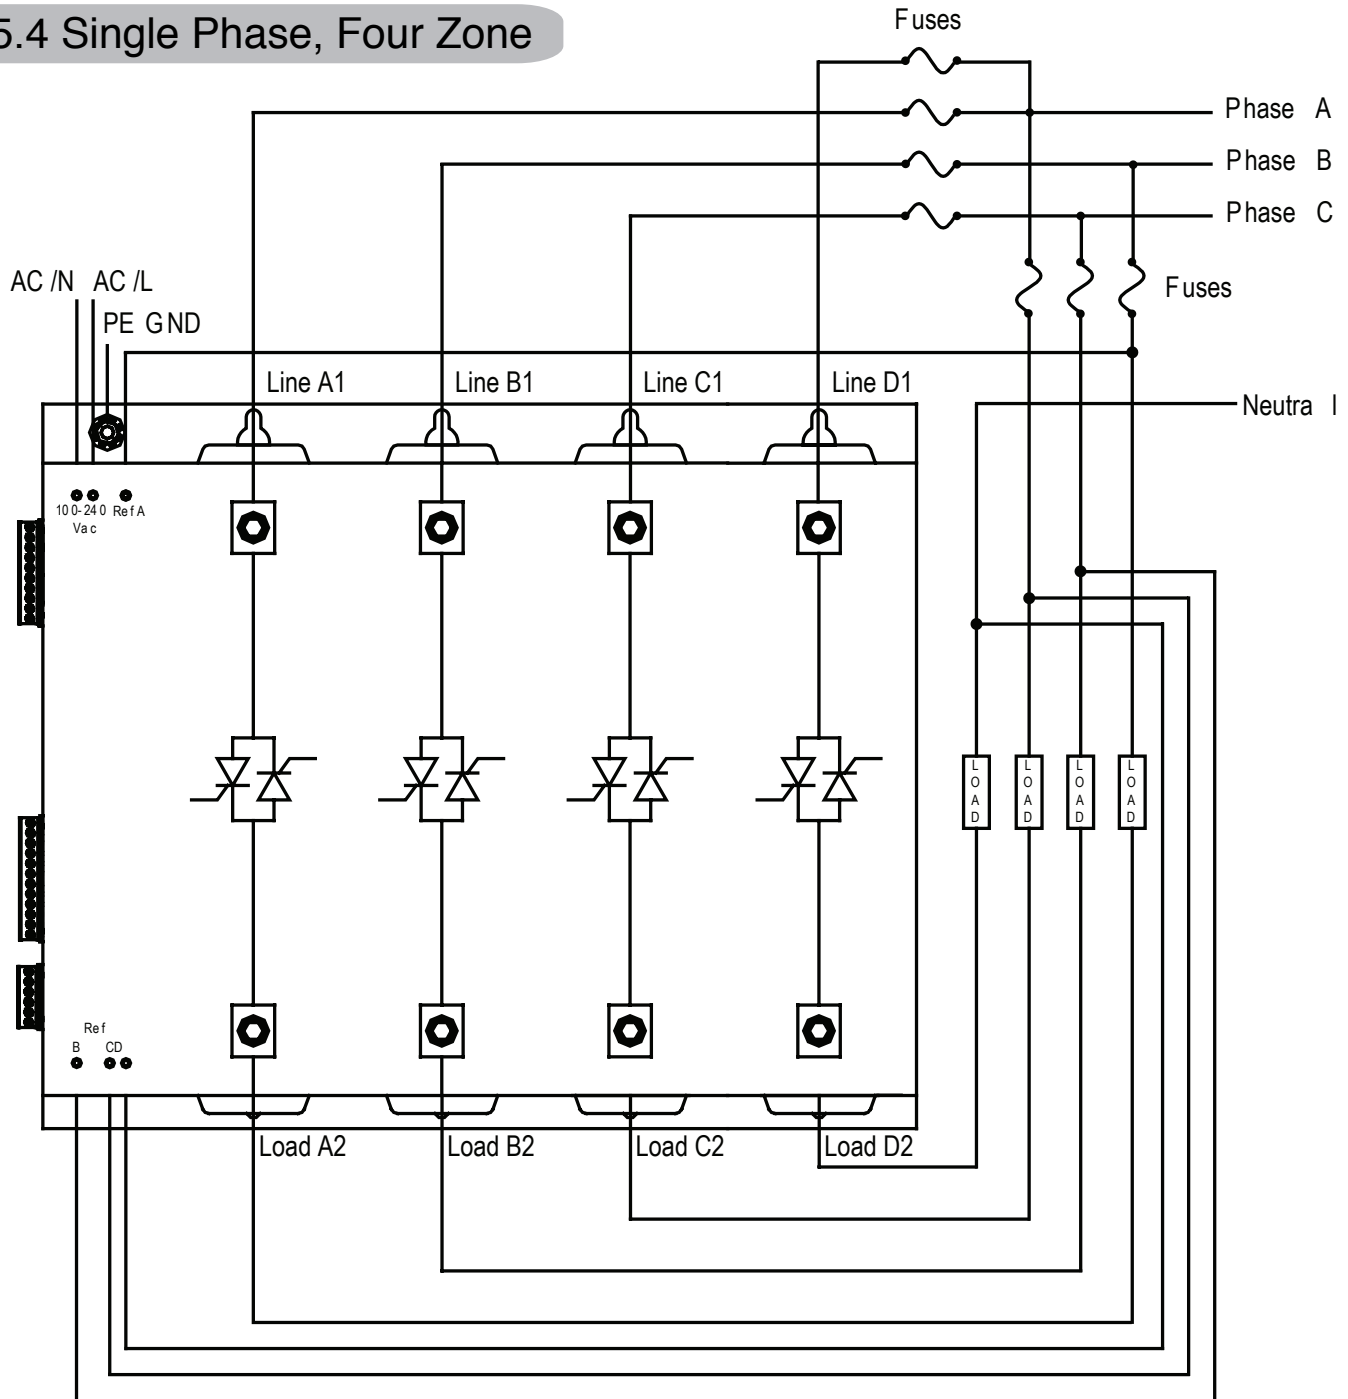 5.4 Single Phase, Four Zone
Fuses
Phase A
Phase B
Phase C
AC /N AC /L
Fuses
PE GND
Line A1 Line B1 Line C1 Line D1
Neutra l
100-240 Ref A
Vac
LOAD LOAD LOAD LOAD
Ref
B CD
Load A2 Load B2 Load C2 Load D2